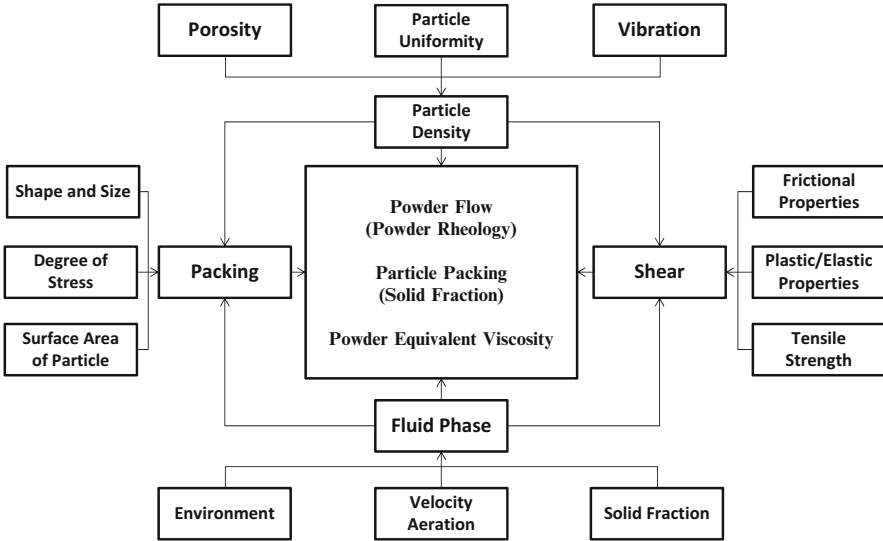 Porosity
Particle
Uniformity
Vibration
Particle
Density
Shape and Size
Degree of
Stress
Surface Area
of Particle
Packing
Powder Flow
(Powder Rheology)
Particle Packing
(Solid Fraction)
Powder Equivalent Viscosity
Shear
Frictional
Properties
Plastic/Elastic
Properties
Tensile
Strength
Fluid Phase
Environment
Velocity
Aeration
Solid Fraction